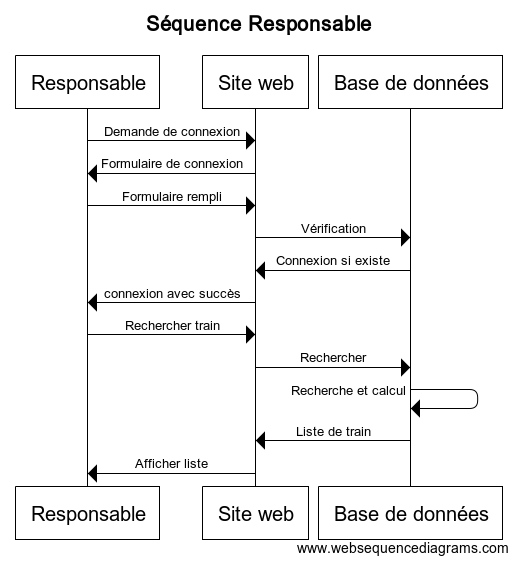 Séquence Responsable
Responsable Site web Base de données
Demande de connexion
Formulaire de connexion
Formulaire rempli
Vérification
Connexion si existe
connexion avec succès
Rechercher train
Rechercher
Recherche et calcul
Liste de train
Afficher liste
Responsable Site web Base de données
www.websequencediagrams.com